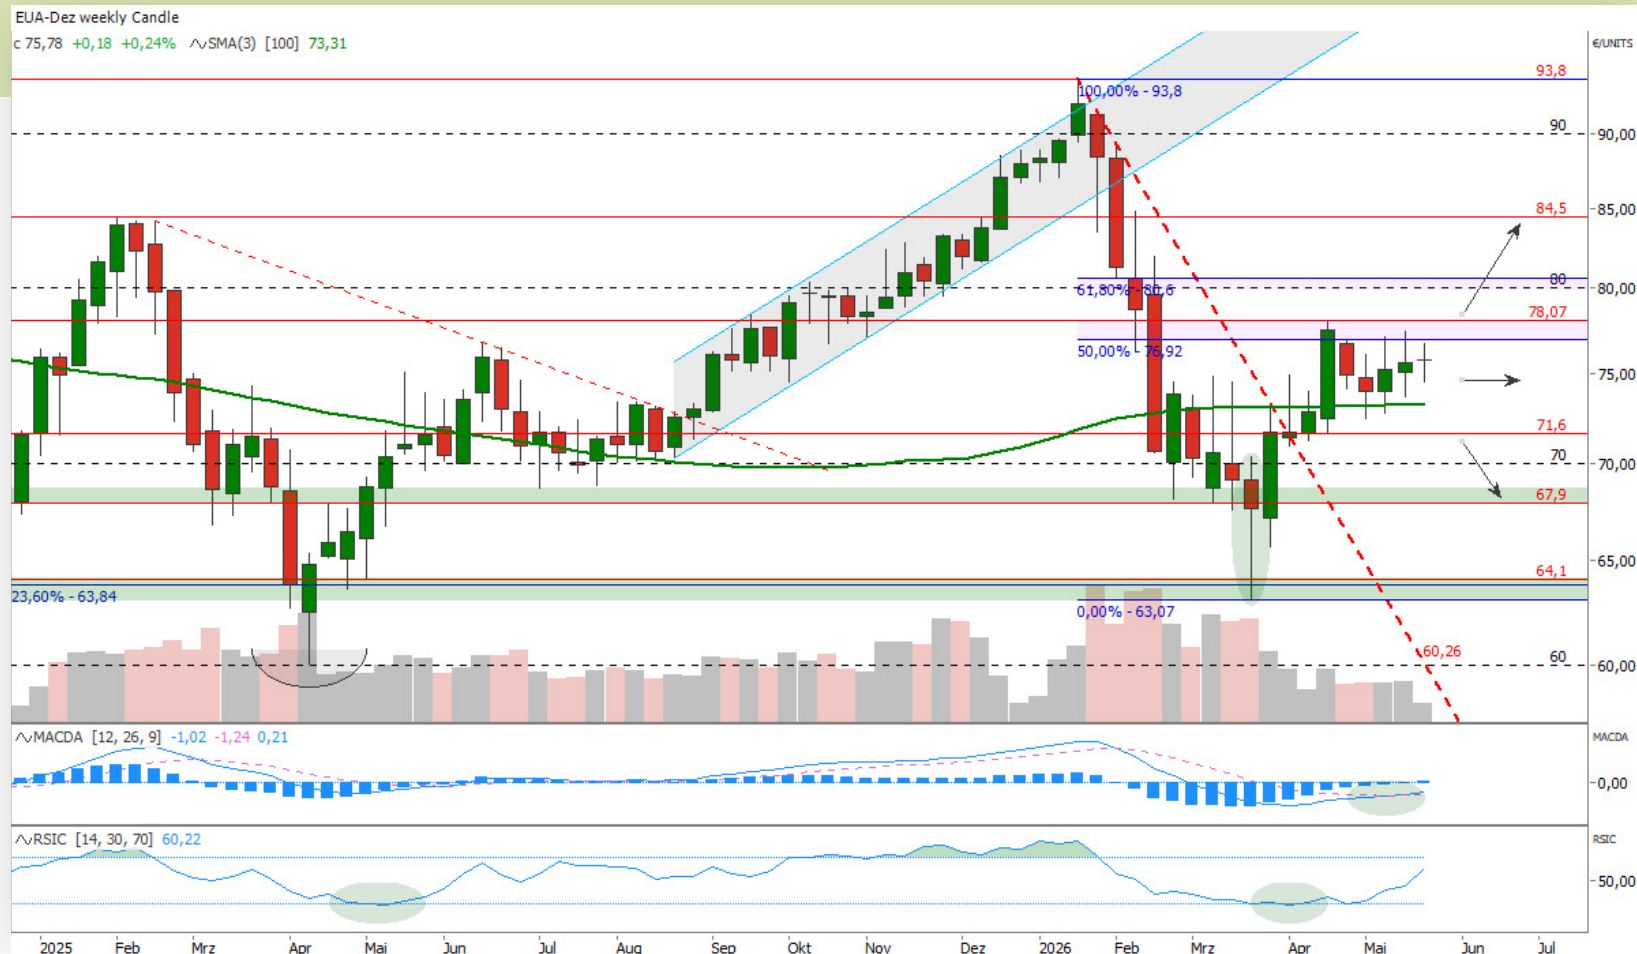 EUA-Dez weekly Candle
c 75,78 +0,18 +0,24% SMA(3) [100] 73,31
€/UNITS
93,8
100,00% - 93,8
90
90,00
84,5
85,00
80
61,80% - 80,6
80,00
78,07
50,00% - 76,92
75,00
71,6
70
70,00
67,9
65,00
64,1
23,60% - 63,84
0,00% - 63,07
60,26
60
60,00
MACDA [12, 26, 9] -1,02 -1,24 0,21
MACDA
0,00
RSIC [14, 30, 70] 60,22
RSIC
50,00
2025 Feb Mrz Apr Mai Jun Jul Aug Sep Okt Nov Dez 2026 Feb Mrz Apr Mai Jun Jul